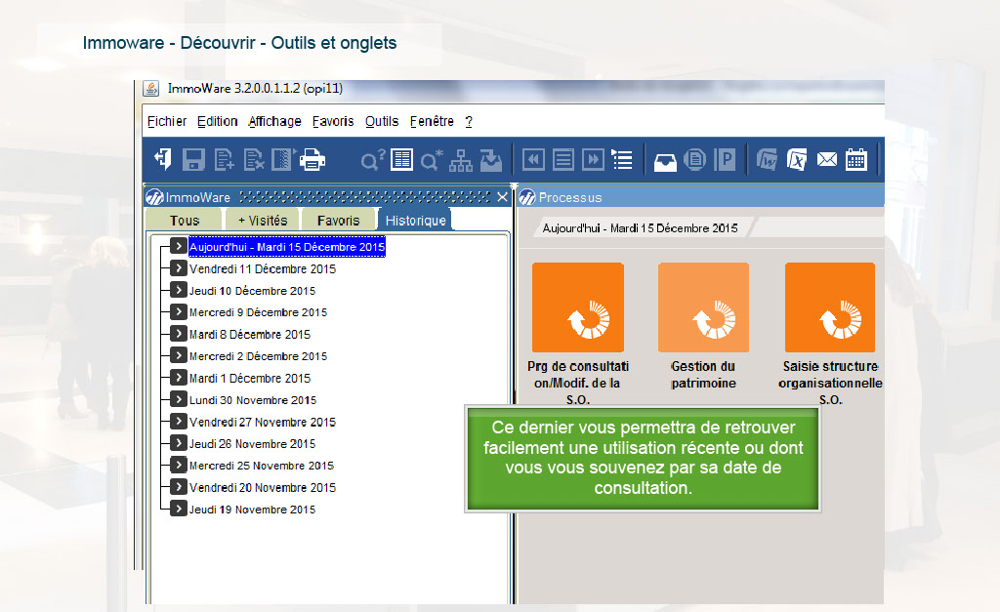 Immoware - Découvrir - Outils et onglets
ImmoWare 3.2.0.0.1.1.2 (opi11)
Fichier Edition Affichage Favoris Outils Fenêtre ?
ImmoWare
Processus
Tous + Visités Favoris Historique
Aujourd'hui - Mardi 15 Décembre 2015
Aujourd'hui - Mardi 15 Décembre 2015
Vendredi 11 Décembre 2015
Jeudi 10 Décembre 2015
Mercredi 9 Décembre 2015
Mardi 8 Décembre 2015
Mercredi 2 Décembre 2015
Mardi 1 Décembre 2015
Lundi 30 Novembre 2015
Vendredi 27 Novembre 2015
Jeudi 26 Novembre 2015
Mercredi 25 Novembre 2015
Vendredi 20 Novembre 2015
Jeudi 19 Novembre 2015
Prg de consultati
on/Modif. de la
S.O.
Gestion du
patrimoine
Saisie structure
organisationnelle
S.O.
Ce dernier vous permettra de retrouver
facilement une utilisation récente ou dont
vous vous souvenez par sa date de
consultation.